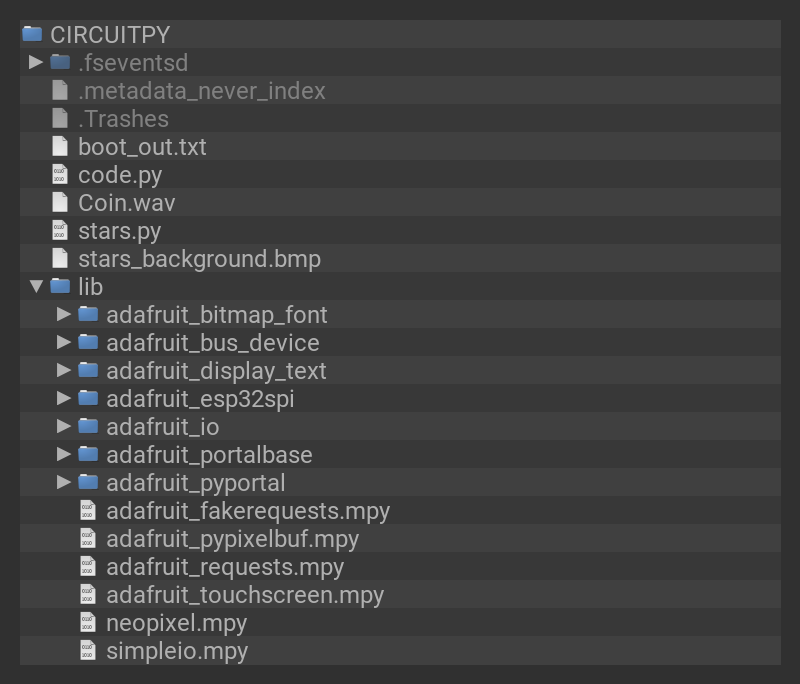 CIRCUITPY
.fseventsd
.metadata_never_index
.Trashes
boot_out.txt
code.py
Coin.wav
stars.py
stars_background.bmp
lib
adafruit_bitmap_font
adafruit_bus_device
adafruit_display_text
adafruit_esp32spi
adafruit_io
adafruit_portalbase
adafruit_pyportal
adafruit_fakerequests.mpy
adafruit_pypixelbuf.mpy
adafruit_requests.mpy
adafruit_touchscreen.mpy
neopixel.mpy
simpleio.mpy